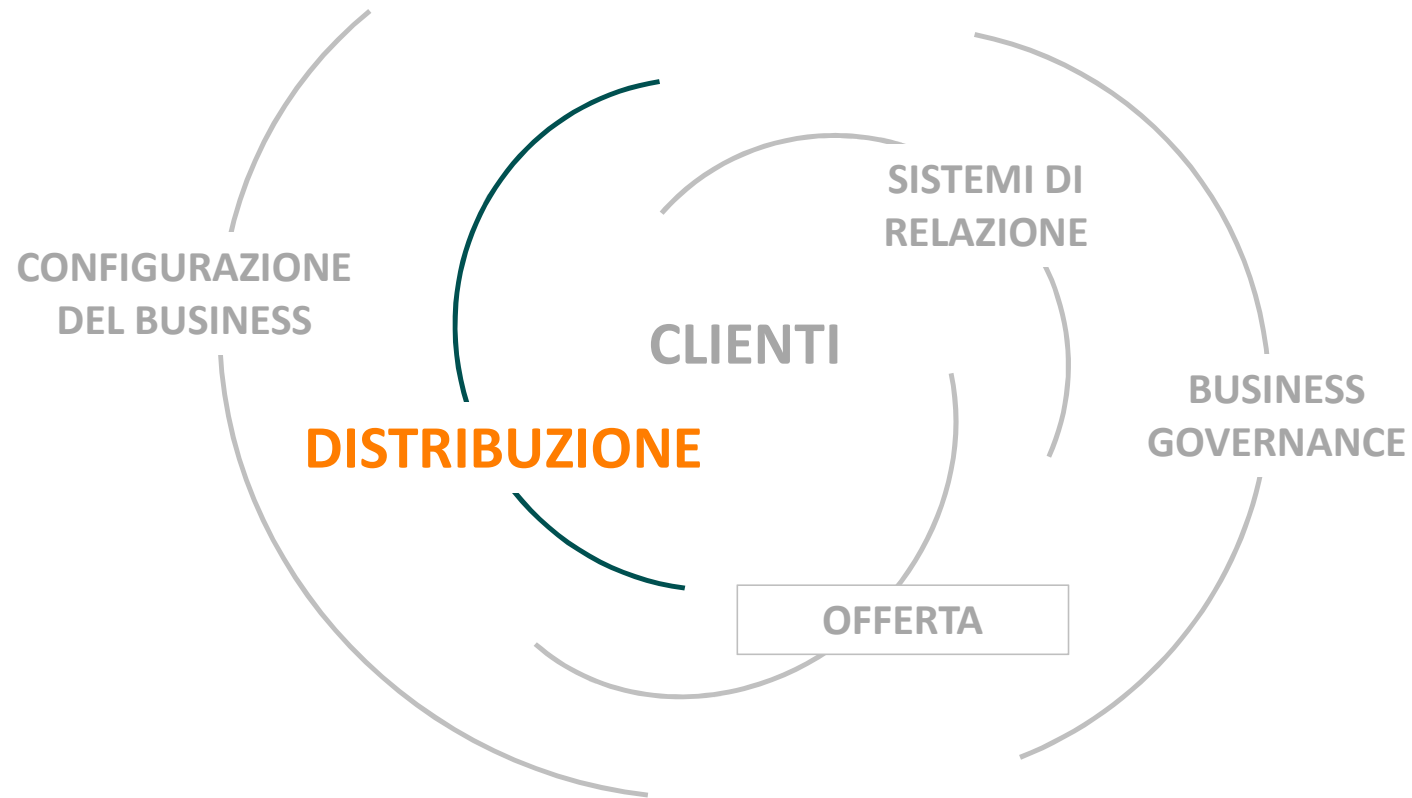 SISTEMI DI
RELAZIONE
CONFIGURAZIONE
DEL BUSINESS
CLIENTI
BUSINESS
GOVERNANCE
DISTRIBUZIONE
OFFERTA